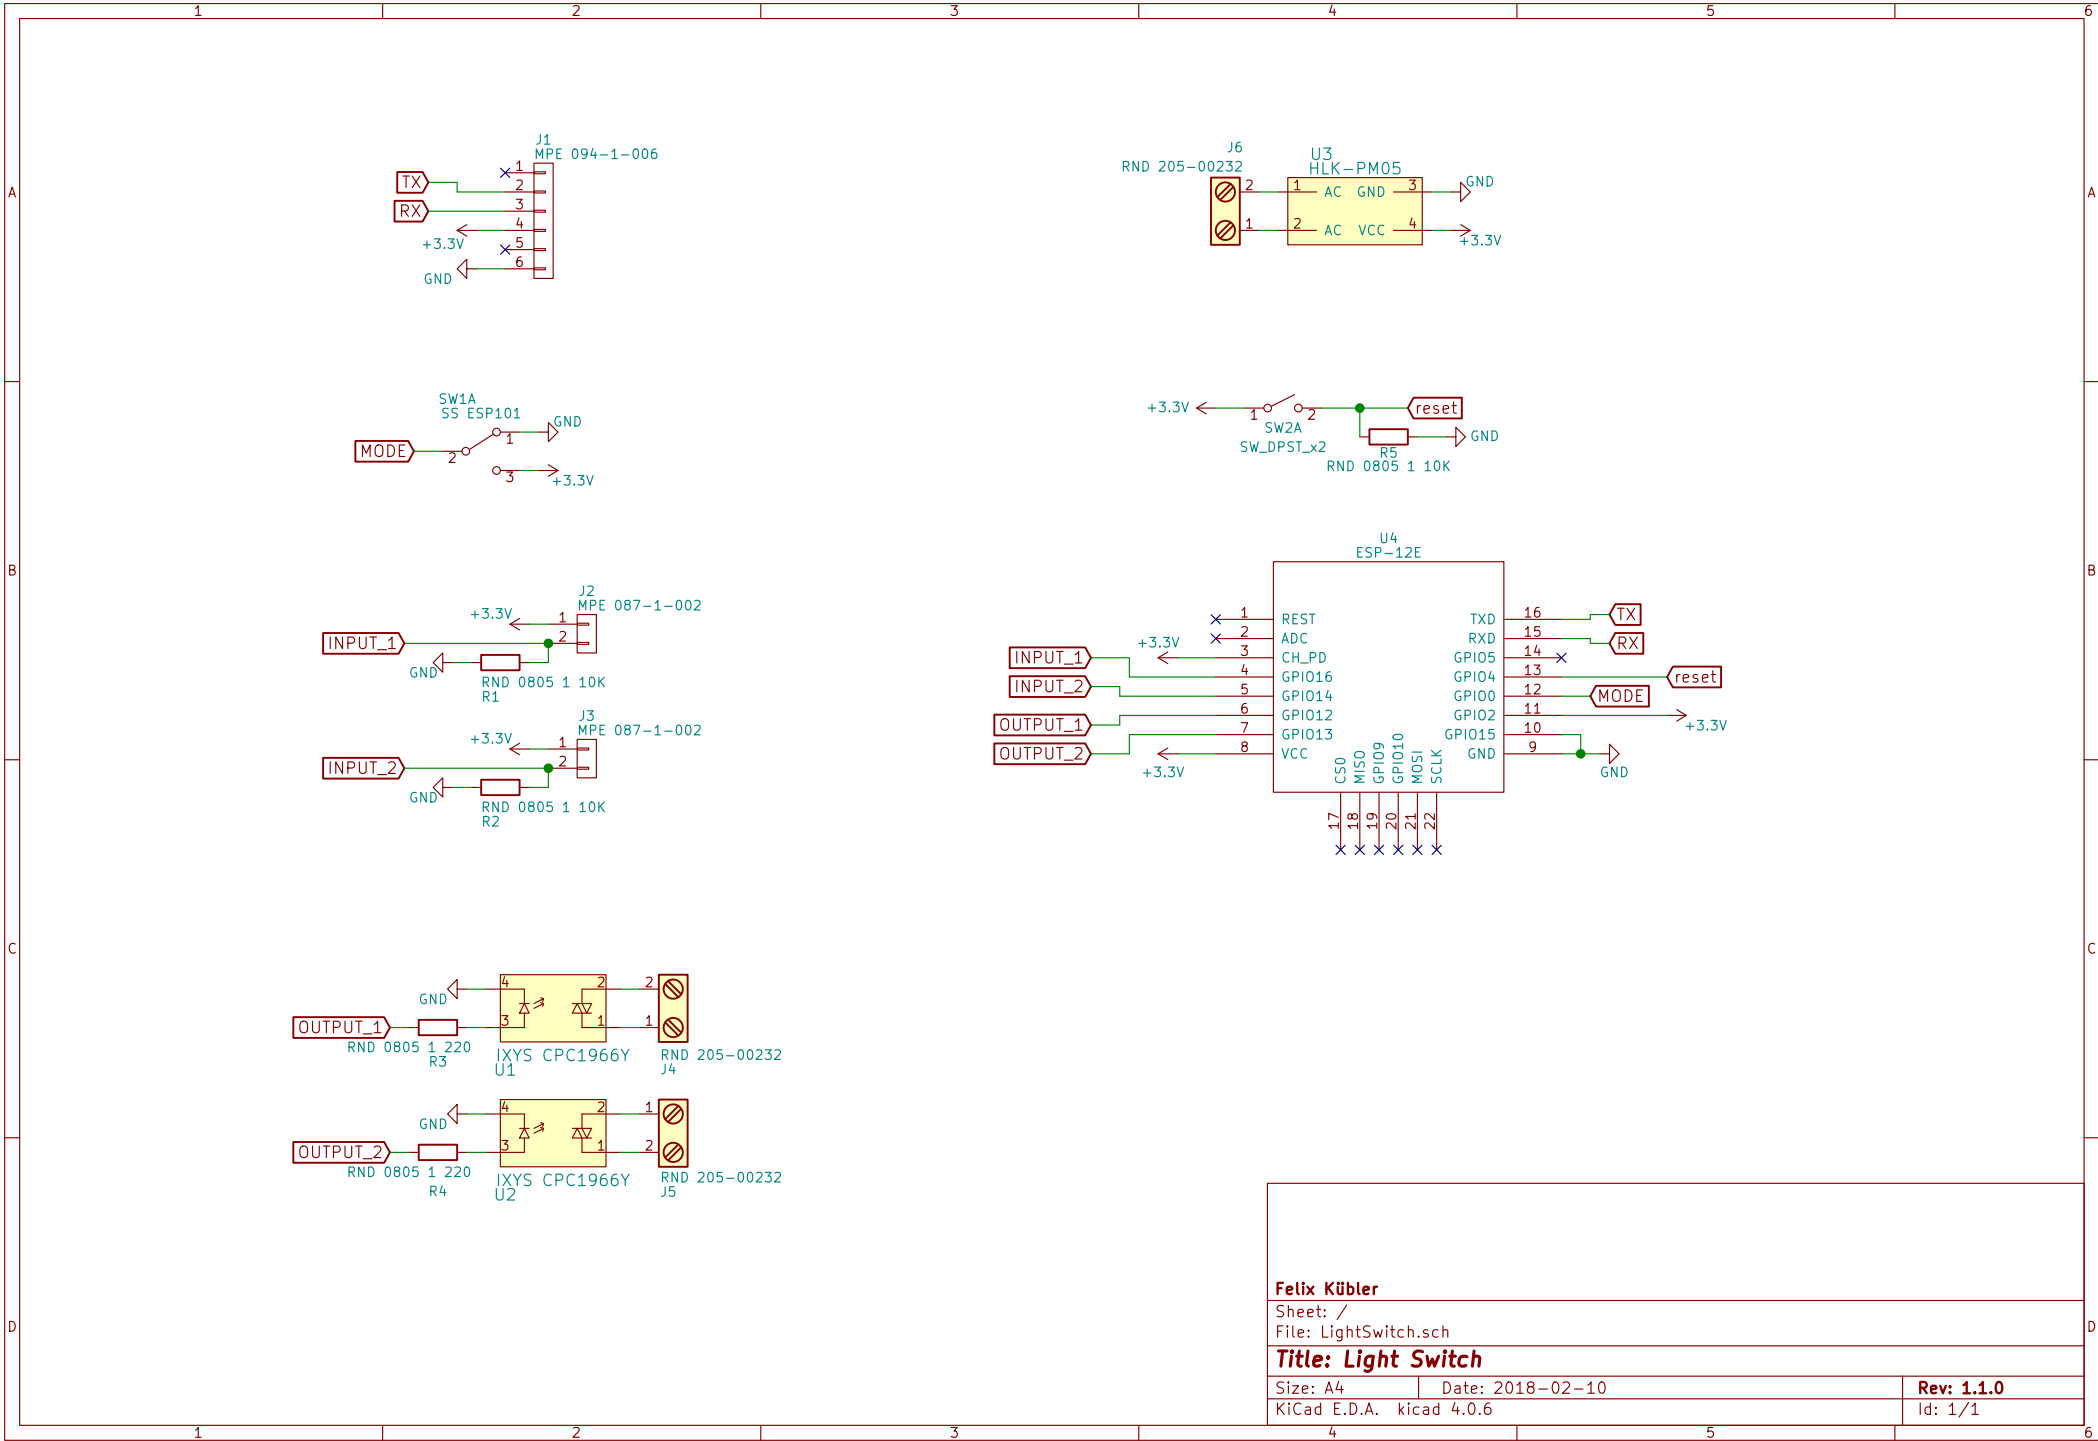 1 2 3 4 5 6
A A
B B
C C
D D
J1
MPE 094-1-006
TX
RX
+3.3V
GND
1
2
3
4
5
6
J6
RND 205-00232
2
1
U3
HLK-PM05
1 AC GND 3
2 AC VCC 4
GND
+3.3V
SW1A
SS ESP101
MODE
2
1
3
GND
+3.3V
+3.3V
1 2
SW2A
SW_DPST_x2
reset
R5
RND 0805 1 10K
GND
J2
MPE 087-1-002
+3.3V
1
INPUT_1
2
GND
RND 0805 1 10K
R1
J3
MPE 087-1-002
+3.3V
1
INPUT_2
2
GND
RND 0805 1 10K
R2
U4
ESP-12E
1 REST TXD 16 TX
2 ADC RXD 15 RX
+3.3V
INPUT_1
3 CH_PD GPIO5 14
4 GPIO16 GPIO4 13 reset
INPUT_2
5 GPIO14 GPIO0 12 MODE
6 GPIO12 GPIO2 11
OUTPUT_1
+3.3V
7 GPIO13 GPIO15 10
OUTPUT_2
8 VCC GND 9
+3.3V
GND
CS0 MISO GPIO9 GPIO10 MOSI SCLK
17 18 19 20 21 22
GND
4 2 2
OUTPUT_1
3 1 1
RND 0805 1 220
R3
IXYS CPC1966Y
U1
RND 205-00232
J4
GND
4 2 1
OUTPUT_2
3 1 2
RND 0805 1 220
R4
IXYS CPC1966Y
U2
RND 205-00232
J5
Felix Kübler
Sheet: /
File: LightSwitch.sch
Title: Light Switch
Size: A4 Date: 2018-02-10 Rev: 1.1.0
KiCad E.D.A. kicad 4.0.6 Id: 1/1
1 2 3 4 5 6